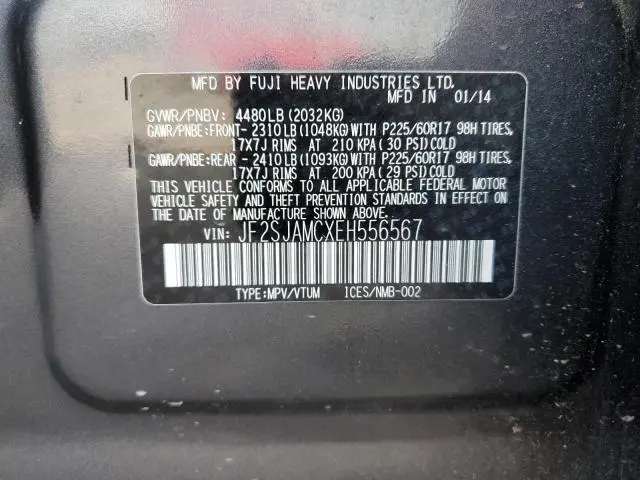 MFD BY FUJI HEAVY INDUSTRIES LTD.
MFD IN 01/14
GVWR/PNBV: 4480LB (2032KG)
GAWR/PNBE:FRONT- 2310LB (1048KG)WITH P225/60R17 98H TIRES,
17X7J RIMS AT 210 KPA ( 30 PSI) COLD
GAWR/PNBE:REAR - 2410LB (1093KG)WITH P225/60R17 98H TIRES,
17X7J RIMS AT 200 KPA ( 29 PSI) COLD
THIS VEHICLE CONFORMS TO ALL APPLICABLE FEDERAL MOTOR
VEHICLE SAFETY AND THEFT PREVENTION STANDARDS IN EFFECT
ON THE DATE OF MANUFACTURE SHOWN ABOVE.
VIN: JF2SJAMCXEH556567
TYPE:MPV/VTUM ICES/NMB-002